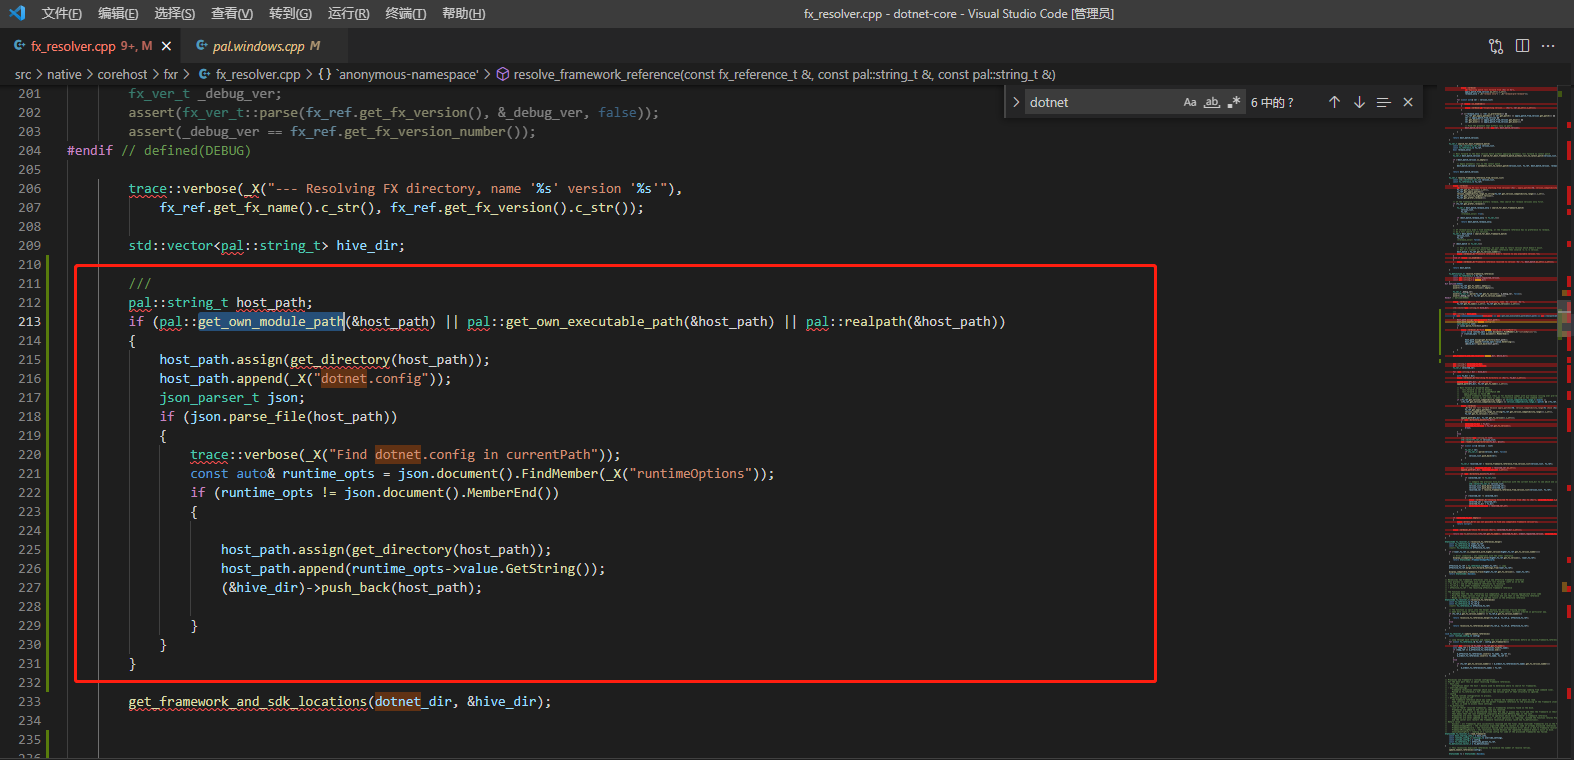 文件(F) 编辑(E) 选择(S) 查看(V) 转到(G) 运行(R) 终端(T) 帮助(H) fx_resolver.cpp - dotnet-core - Visual Studio Code [管理员]
fx_resolver.cpp 9+, M pal.windows.cpp M
src > native > corehost > fxr > fx_resolver.cpp > {} `anonymous-namespace' > resolve_framework_reference(const fx_reference_t &, const pal::string_t &, const pal::string_t &)
dotnet Aa ab .* 6 中的 ?
201 fx_ver_t _debug_ver;
202 assert(fx_ver_t::parse(fx_ref.get_fx_version(), &_debug_ver, false));
203 assert(_debug_ver == fx_ref.get_fx_version_number());
204 #endif // defined(DEBUG)
205
206 trace::verbose(_X("--- Resolving FX directory, name '%s' version '%s'"),
207 fx_ref.get_fx_name().c_str(), fx_ref.get_fx_version().c_str());
208
209 std::vector<pal::string_t> hive_dir;
210
211 ///
212 pal::string_t host_path;
213 if (pal::get_own_module_path(&host_path) || pal::get_own_executable_path(&host_path) || pal::realpath(&host_path))
214 {
215 host_path.assign(get_directory(host_path));
216 host_path.append(_X("dotnet.config"));
217 json_parser_t json;
218 if (json.parse_file(host_path))
219 {
220 trace::verbose(_X("Find dotnet.config in currentPath"));
221 const auto& runtime_opts = json.document().FindMember(_X("runtimeOptions"));
222 if (runtime_opts != json.document().MemberEnd())
223 {
224
225 host_path.assign(get_directory(host_path));
226 host_path.append(runtime_opts->value.GetString());
227 (&hive_dir)->push_back(host_path);
228
229 }
230 }
231 }
232
233 get_framework_and_sdk_locations(dotnet_dir, &hive_dir);
234
235